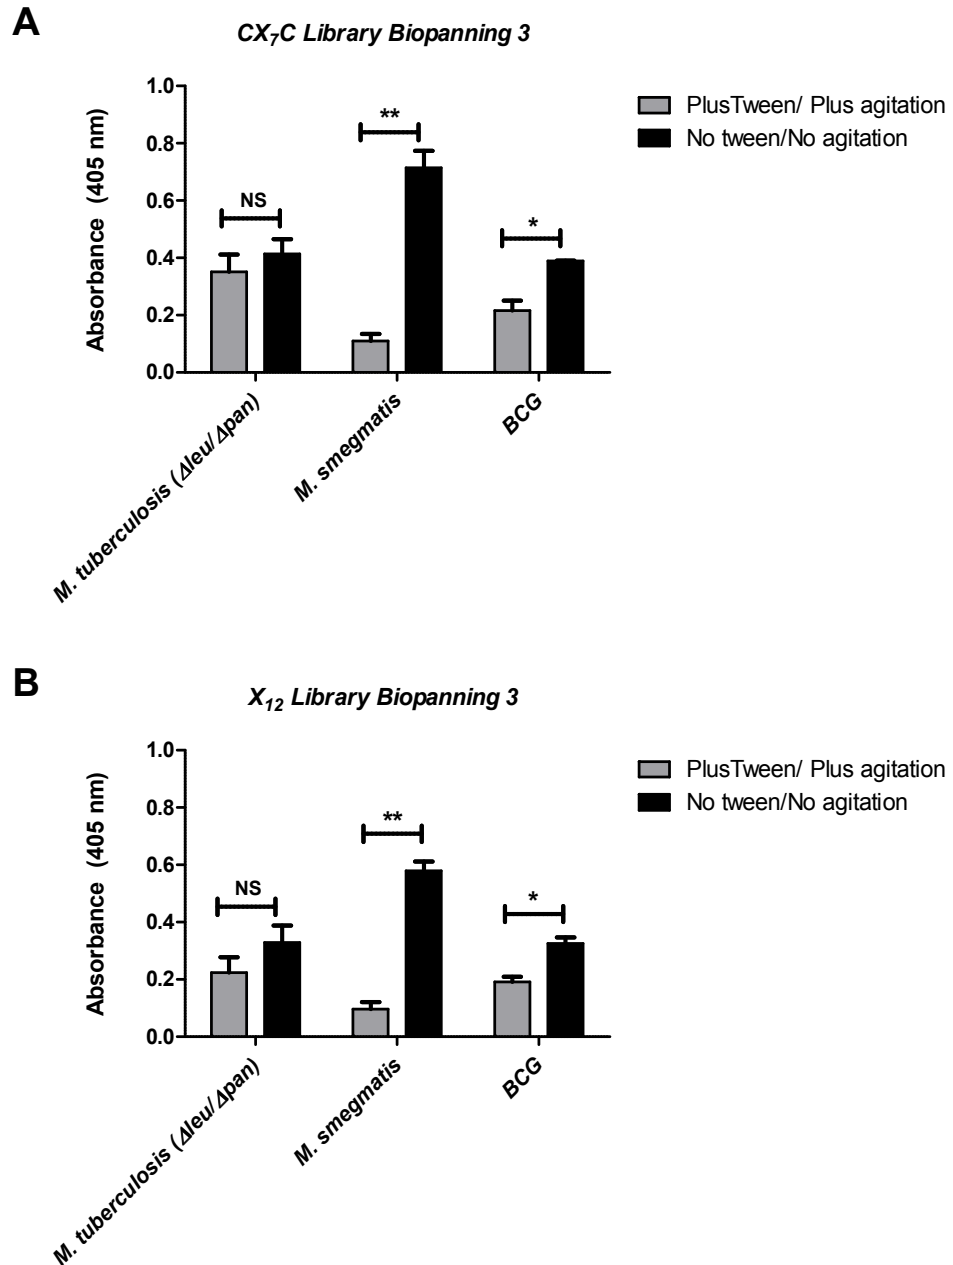 A
CX7C Library Biopanning 3
Absorbance (405 nm)
1.0
0.8
0.6
0.4
0.2
0.0
NS
**
*
PlusTween/ Plus agitation
No tween/No agitation
M. tuberculosis (Δleu/Δpan)
M. smegmatis
BCG
B
X12 Library Biopanning 3
Absorbance (405 nm)
1.0
0.8
0.6
0.4
0.2
0.0
NS
**
*
PlusTween/ Plus agitation
No tween/No agitation
M. tuberculosis (Δleu/Δpan)
M. smegmatis
BCG